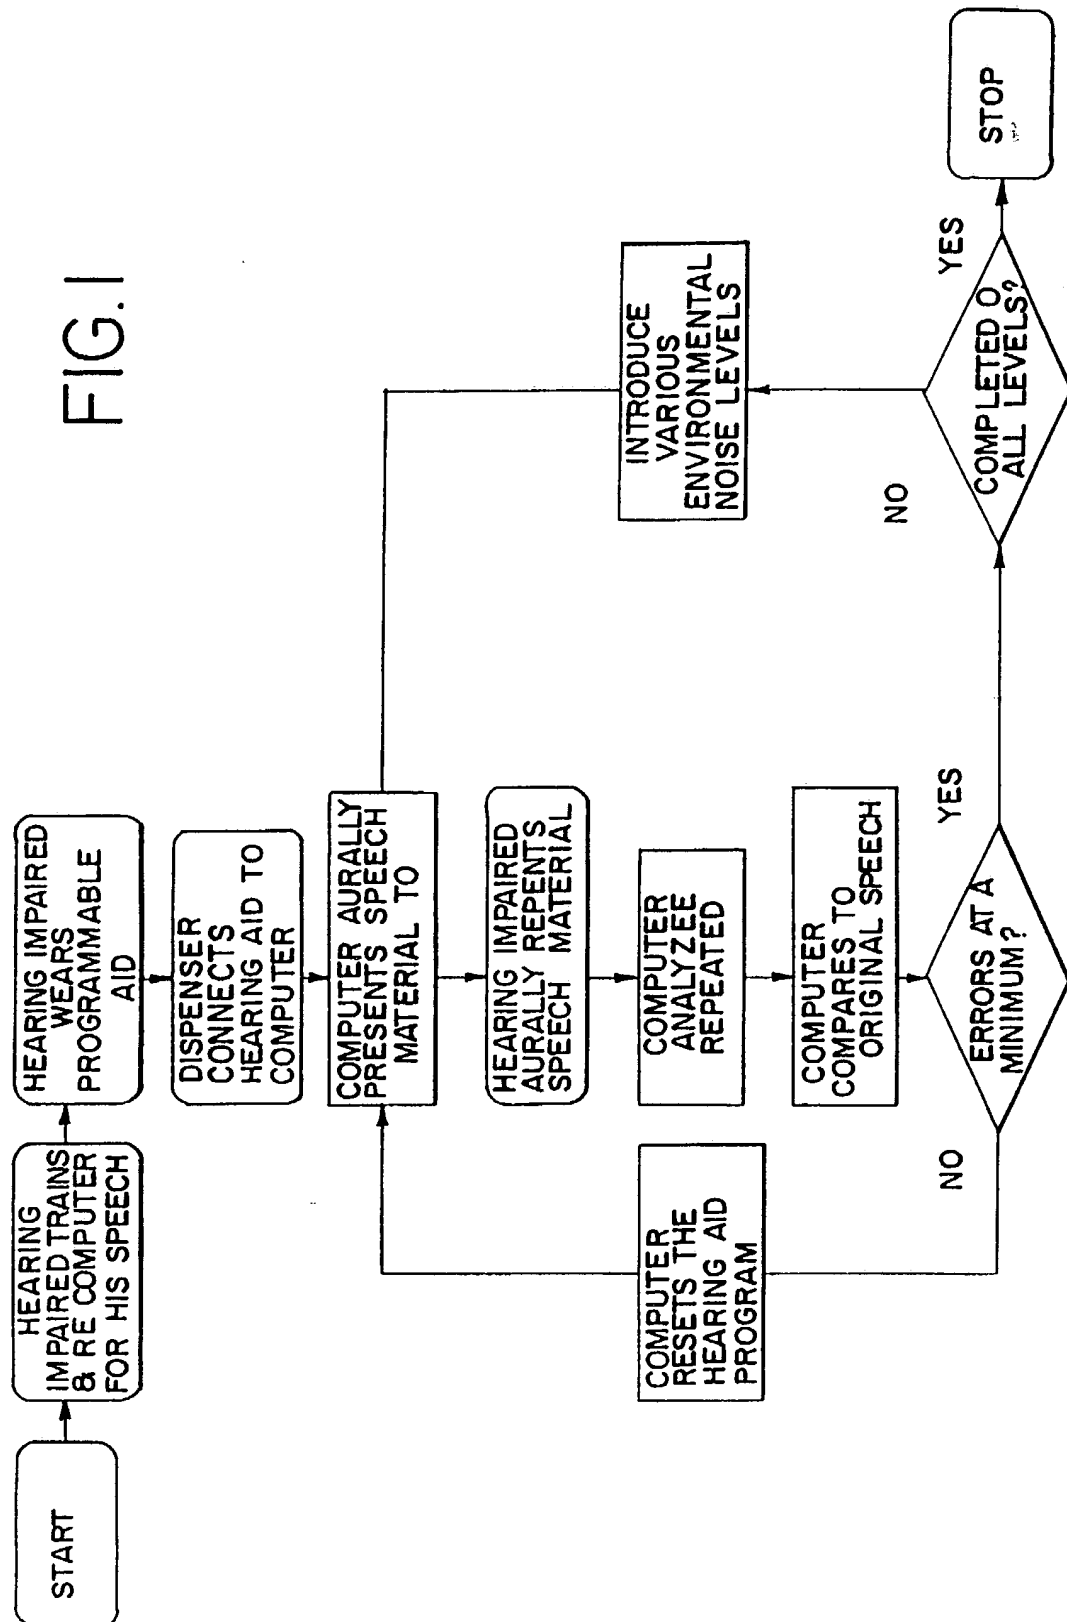 FIG. 1
START
HEARING
IMPAIRED TRAINS
& RE COMPUTER
FOR HIS SPEECH
HEARING IMPAIRED
WEARS
PROGRAMMABLE
AID
DISPENSER
CONNECTS
HEARING AID TO
COMPUTER
COMPUTER AURALLY
PRESENTS SPEECH
MATERIAL TO
HEARING IMPAIRED
AURALLY REPENTS
SPEECH MATERIAL
COMPUTER
ANALYZEE
REPEATED
COMPUTER
COMPARES TO
ORIGINAL SPEECH
ERRORS AT A
MINIMUM?
NO
YES
COMPUTER
RESETS THE
HEARING AID
PROGRAM
COMPLETED O
ALL LEVELS?
NO
YES
INTRODUCE
VARIOUS
ENVIRONMENTAL
NOISE LEVELS
STOP